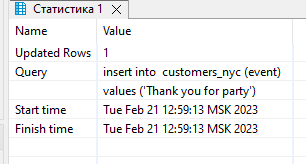 Статистика 1
Name Value
Updated Rows 1
Query insert into customers_nyc (event)
values ('Thank you for party')
Start time Tue Feb 21 12:59:13 MSK 2023
Finish time Tue Feb 21 12:59:13 MSK 2023